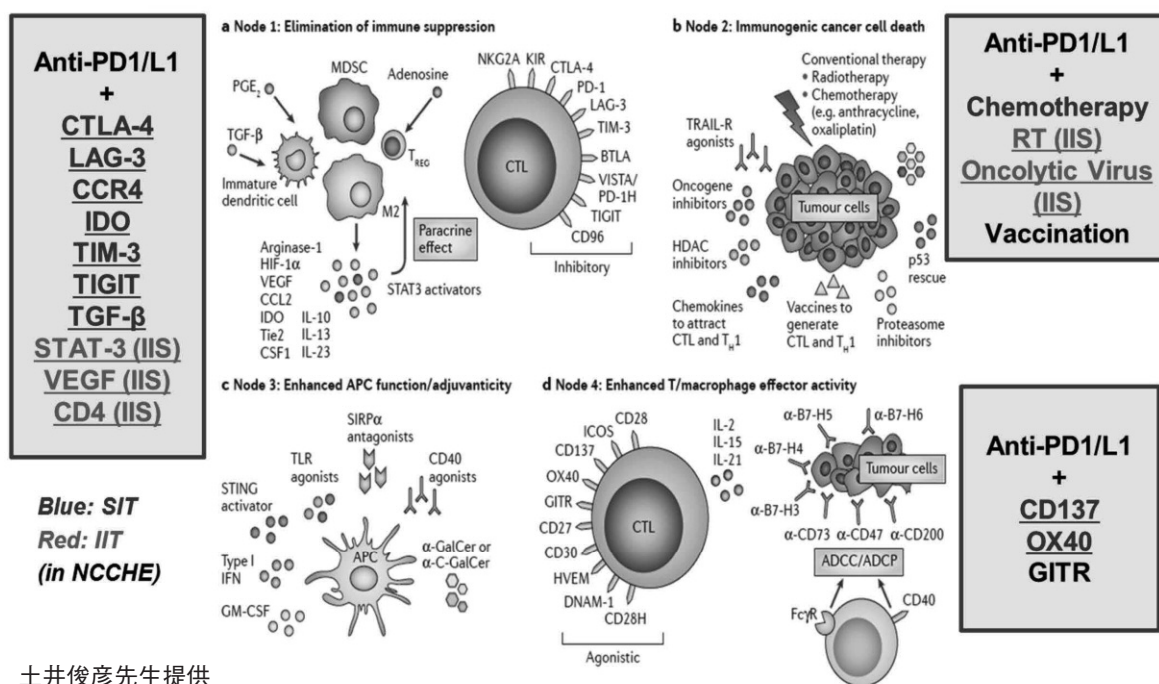 Anti-PD1/L1
+
CTLA-4
LAG-3
CCR4
IDO
TIM-3
TIGIT
TGF-β
STAT-3 (IIS)
VEGF (IIS)
CD4 (IIS)
Blue: SIT
Red: IIT
(in NCCHE)
a Node 1: Elimination of immune suppression
PGE2
MDSC
Adenosine
TGF-β
TREG
Immature
dendritic cell
M2
Paracrine
effect
Arginase-1
HIF-1α
VEGF
CCL2
IDO IL-10
Tie2 IL-13
CSF1 IL-23
STAT3 activators
NKG2A
KIR
CTLA-4
PD-1
LAG-3
TIM-3
BTLA
VISTA/
PD-1H
TIGIT
CD96
CTL
Inhibitory
b Node 2: Immunogenic cancer cell death
Conventional therapy
• Radiotherapy
• Chemotherapy
(e.g. anthracycline,
oxaliplatin)
TRAIL-R
agonists
Oncogene
inhibitors
Tumour cells
HDAC
inhibitors
p53
rescue
Chemokines
to attract
CTL and TH1
Vaccines to
generate
CTL and TH1
Proteasome
inhibitors
Anti-PD1/L1
+
Chemotherapy
RT (IIS)
Oncolytic Virus
(IIS)
Vaccination
c Node 3: Enhanced APC function/adjuvanticity
SIRPα
antagonists
TLR
agonists
CD40
agonists
STING
activator
Type I
IFN
APC
α-GalCer or
α-C-GalCer
GM-CSF
d Node 4: Enhanced T/macrophage effector activity
CD28
ICOS
CD137
OX40
GITR
CD27
CD30
HVEM
DNAM-1
CD28H
CTL
Agonistic
IL-2
IL-15
IL-21
α-B7-H5
α-B7-H6
α-B7-H4
Tumour cells
α-B7-H3
α-CD73
α-CD47
α-CD200
ADCC/ADCP
FcγR
CD40
Anti-PD1/L1
+
CD137
OX40
GITR
土井俊彦先生提供